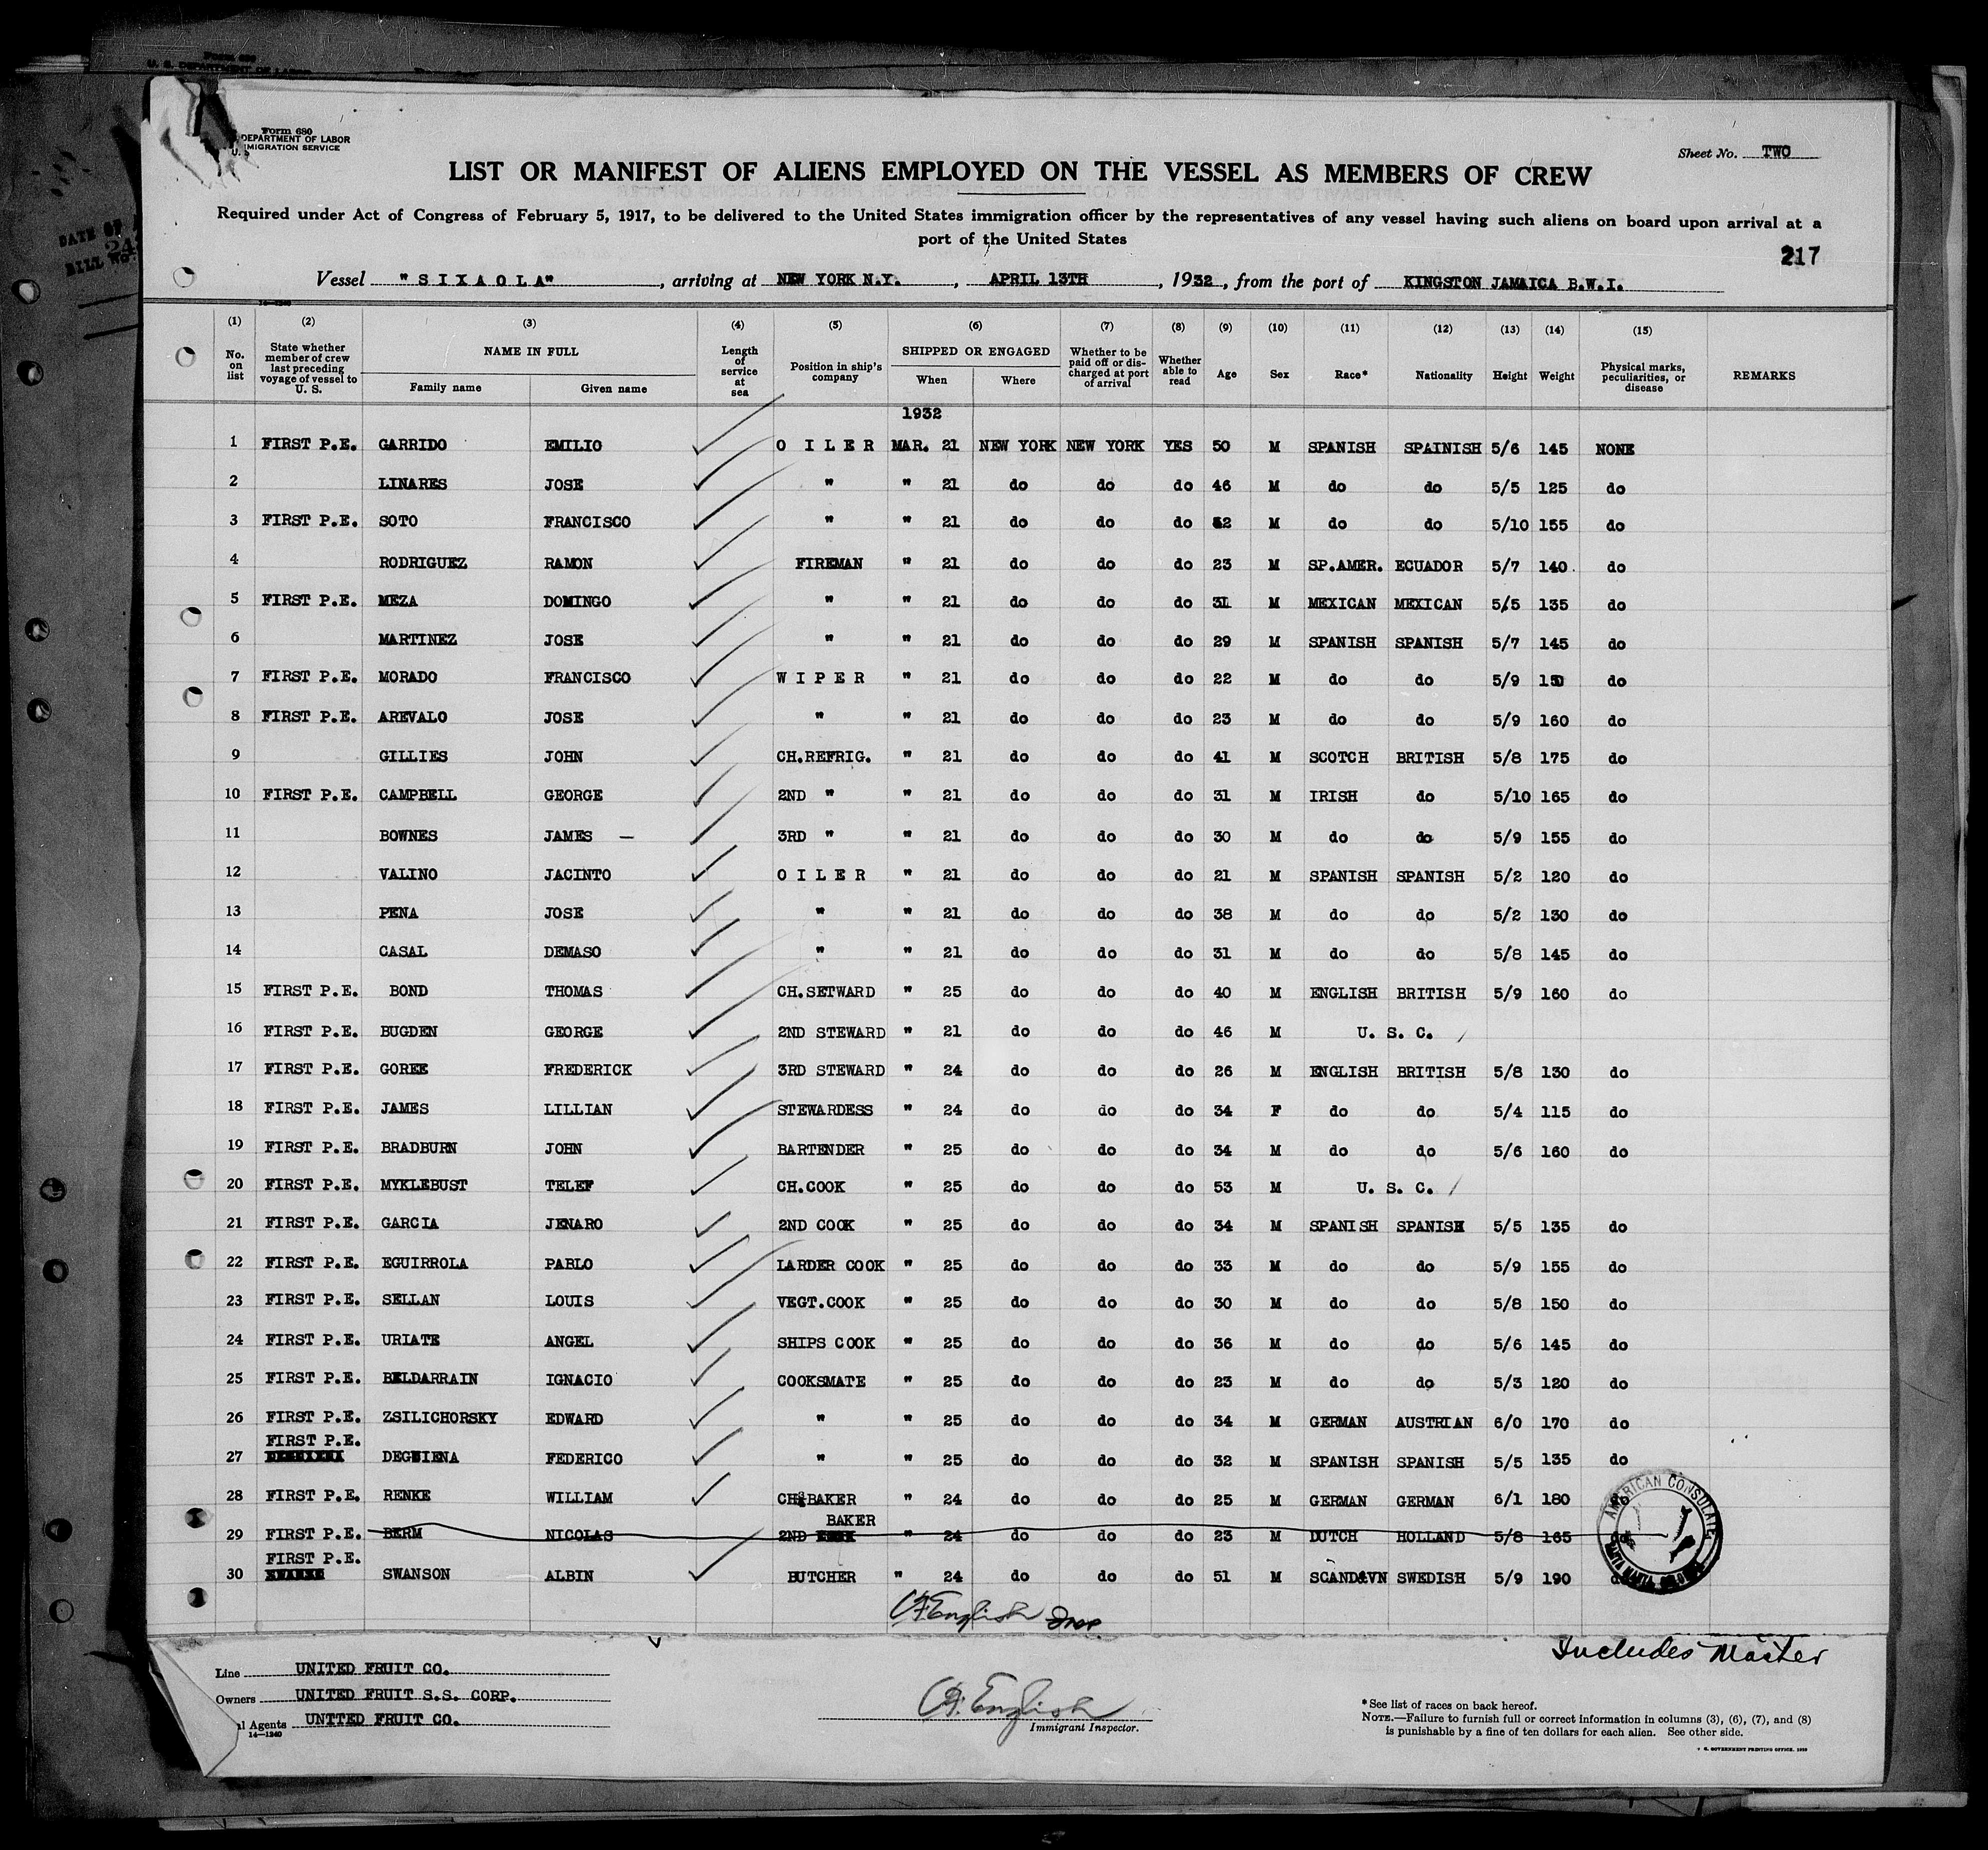 Form 680
DEPARTMENT OF LABOR
IMIGRATION SERVICE
Sheet No. TWO
LIST OR MANIFEST OF ALIENS EMPLOYED ON THE VESSEL AS MEMBERS OF CREW
Required under Act of Congress of February 5, 1917, to be delivered to the United States immigration officer by the representatives of any vessel having such aliens on board upon arrival at a
port of the United States
217
Vessel "SIXAOLA", arriving at NEW YORK N.Y., APRIL 13TH, 1932, from the port of KINGSTON JAMAICA B.W.I.
14-1240
(1) (2) (3) (4) (5) (6) (7) (8) (9) (10) (11) (12) (13) (14) (15)
No. on list State whether member of crew last preceding voyage of vessel to U. S. NAME IN FULL Family name Given name Length of service at sea Position in ship's company SHIPPED OR ENGAGED When Where Whether to be paid off or discharged at port of arrival Whether able to read Age Sex Race* Nationality Height Weight Physical marks, peculiarities, or disease REMARKS
1932
1 FIRST P.E. GARRIDO EMILIO O I L E R MAR. 21 NEW YORK NEW YORK YES 50 M SPANISH SPAINISH 5/6 145 NONE
2 LINARES JOSE " " 21 do do do 46 M do do 5/5 125 do
3 FIRST P.E. SOTO FRANCISCO " " 21 do do do 52 M do do 5/10 155 do
4 RODRIGUEZ RAMON FIREMAN " 21 do do do 23 M SP.AMER. ECUADOR 5/7 140 do
5 FIRST P.E. MEZA DOMINGO " " 21 do do do 31 M MEXICAN MEXICAN 5/5 135 do
6 MARTINEZ JOSE " " 21 do do do 29 M SPANISH SPANISH 5/7 145 do
7 FIRST P.E. MORADO FRANCISCO W I P E R " 21 do do do 22 M do do 5/9 150 do
8 FIRST P.E. AREVALO JOSE " " 21 do do do 23 M do do 5/9 160 do
9 GILLIES JOHN CH.REFRIG. " 21 do do do 41 M SCOTCH BRITISH 5/8 175 do
10 FIRST P.E. CAMPBELL GEORGE 2ND " " 21 do do do 31 M IRISH do 5/10 165 do
11 BOWNES JAMES — 3RD " " 21 do do do 30 M do do 5/9 155 do
12 VALINO JACINTO O I L E R " 21 do do do 21 M SPANISH SPANISH 5/2 120 do
13 PENA JOSE " " 21 do do do 38 M do do 5/2 130 do
14 CASAL DEMASO " " 21 do do do 31 M do do 5/8 145 do
15 FIRST P.E. BOND THOMAS CH.SETWARD " 25 do do do 40 M ENGLISH BRITISH 5/9 160 do
16 FIRST P.E. BUGDEN GEORGE 2ND STEWARD " 21 do do do 46 M U. S. C.
17 FIRST P.E. GOREE FREDERICK 3RD STEWARD " 24 do do do 26 M ENGLISH BRITISH 5/8 130 do
18 FIRST P.E. JAMES LILLIAN STEWARDESS " 24 do do do 34 F do do 5/4 115 do
19 FIRST P.E. BRADBURN JOHN BARTENDER " 25 do do do 34 M do do 5/6 160 do
20 FIRST P.E. MYKLEBUST TELEF CH.COOK " 25 do do do 53 M U. S. C.
21 FIRST P.E. GARCIA JENARO 2ND COOK " 25 do do do 34 M SPANISH SPANISH 5/5 135 do
22 FIRST P.E. EGUIRROLA PABLO LARDER COOK " 25 do do do 33 M do do 5/9 155 do
23 FIRST P.E. SELLAN LOUIS VEGT.COOK " 25 do do do 30 M do do 5/8 150 do
24 FIRST P.E. URIATE ANGEL SHIPS COOK " 25 do do do 36 M do do 5/6 145 do
25 FIRST P.E. BELDARRAIN IGNACIO COOKSMATE " 25 do do do 23 M do do 5/3 120 do
26 FIRST P.E. ZSILICHORSKY EDWARD " " 25 do do do 34 M GERMAN AUSTRIAN 6/0 170 do
27 FIRST P.E. DEGUIENA FEDERICO " " 25 do do do 32 M SPANISH SPANISH 5/5 135 do
28 FIRST P.E. RENKE WILLIAM CH.BAKER " 24 do do do 25 M GERMAN GERMAN 6/1 180 do
29 FIRST P.E. BERM NICOLAS 2ND BAKER " 24 do do do 23 M DUTCH HOLLAND 5/8 165
30 FIRST P.E. SWANSON ALBIN BUTCHER " 24 do do do 51 M SCANDAVN SWEDISH 5/9 190
AMERICAN CONSULATE
SANTA MARTA
English
Includes Master
Line UNITED FRUIT CO.
Owners UNITED FRUIT S.S. CORP.
Agents UNITED FRUIT CO.
14—1240
English
Immigrant Inspector.
*See list of races on back hereof.
NOTE.—Failure to furnish full or correct information in columns (3), (6), (7), and (8)
is punishable by a fine of ten dollars for each alien. See other side.
GOVERNMENT PRINTING OFFICE